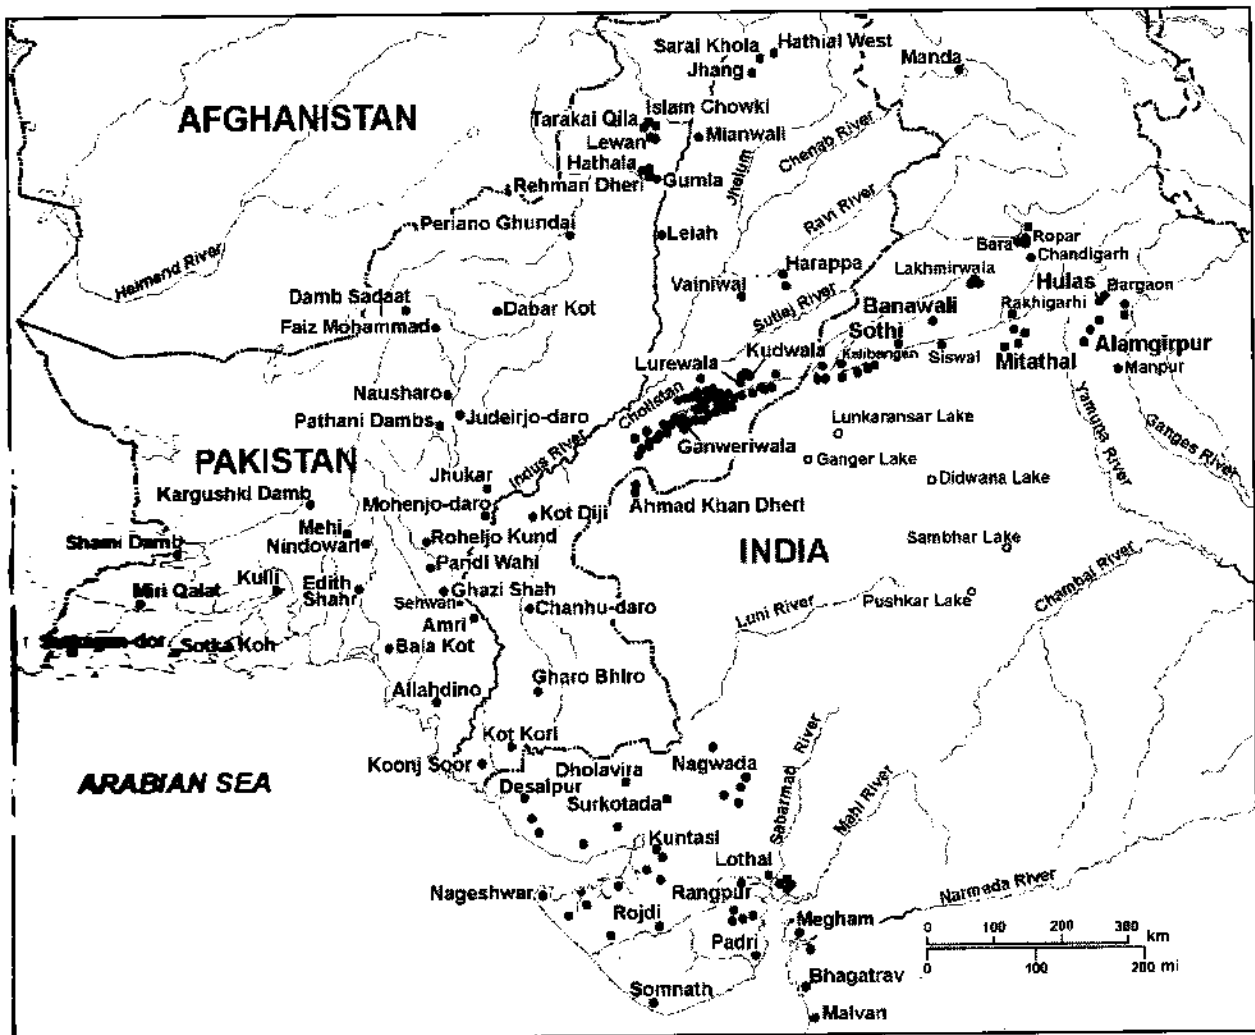 Sarai Khola
Hathial West
Jhang
Manda
AFGHANISTAN
Islam Chowki
Tarakai Qila
Lewan
Mianwali
Chenab River
Hathala
Rehman Dheri
Gumla
Jhelum
Periano Ghundai
Leiah
Ravi River
Bara
Ropar
Chandigarh
Helmend River
Harappa
Lakhmirwala
Hulas
Bargaon
Vainiwal
Damb Sadaat
Dabar Kot
Faiz Mohammad
Sutlej River
Banawali
Rakhigarhi
Sothi
Kudwala
Lurewala
Kalibangan
Siswal
Mitathal
Alamgirpur
Manpur
Nausharo
Judeirjo-daro
Pathani Dambs
Cholistan
Lunkaransar Lake
Yamuna River
Ganges River
Ganweriwala
Ganger Lake
PAKISTAN
Indus River
Jhukar
Didwana Lake
Kargushki Damb
Mohenjo-daro
Kot Diji
Ahmad Khan Dheri
Mehi
Nindowari
Shami Damb
Roheljo Kund
INDIA
Sambhar Lake
Pandi Wahi
Chambal River
Miri Qalat
Kulli
Edith
Shahr
Ghazi Shah
Sehwan
Chanhu-daro
Luni River
Pushkar Lake
Amri
Sotka Koh
Bala Kot
Gharo Bhiro
Allahdino
Kot Kori
Koonj Soor
Dholavira
Nagwada
Sabarmad River
ARABIAN SEA
Desalpur
Surkotada
Mahi River
Kuntasi
Lothal
Nageshwar
Rangpur
Narmada River
Rojdi
Megham
Padri
0 100 200 300 km
0 100 200 mi
Bhagatrav
Somnath
Malvan